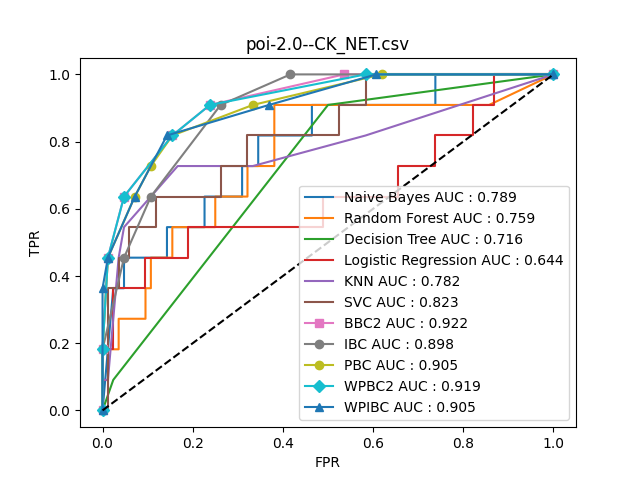 poi-2.0--CK_NET.csv
1.0
0.8
0.6
0.4
0.2
0.0
TPR
Naive Bayes AUC : 0.789
Random Forest AUC : 0.759
Decision Tree AUC : 0.716
Logistic Regression AUC : 0.644
KNN AUC : 0.782
SVC AUC : 0.823
BBC2 AUC : 0.922
IBC AUC : 0.898
PBC AUC : 0.905
WPBC2 AUC : 0.919
WPIBC AUC : 0.905
0.0 0.2 0.4 0.6 0.8 1.0
FPR